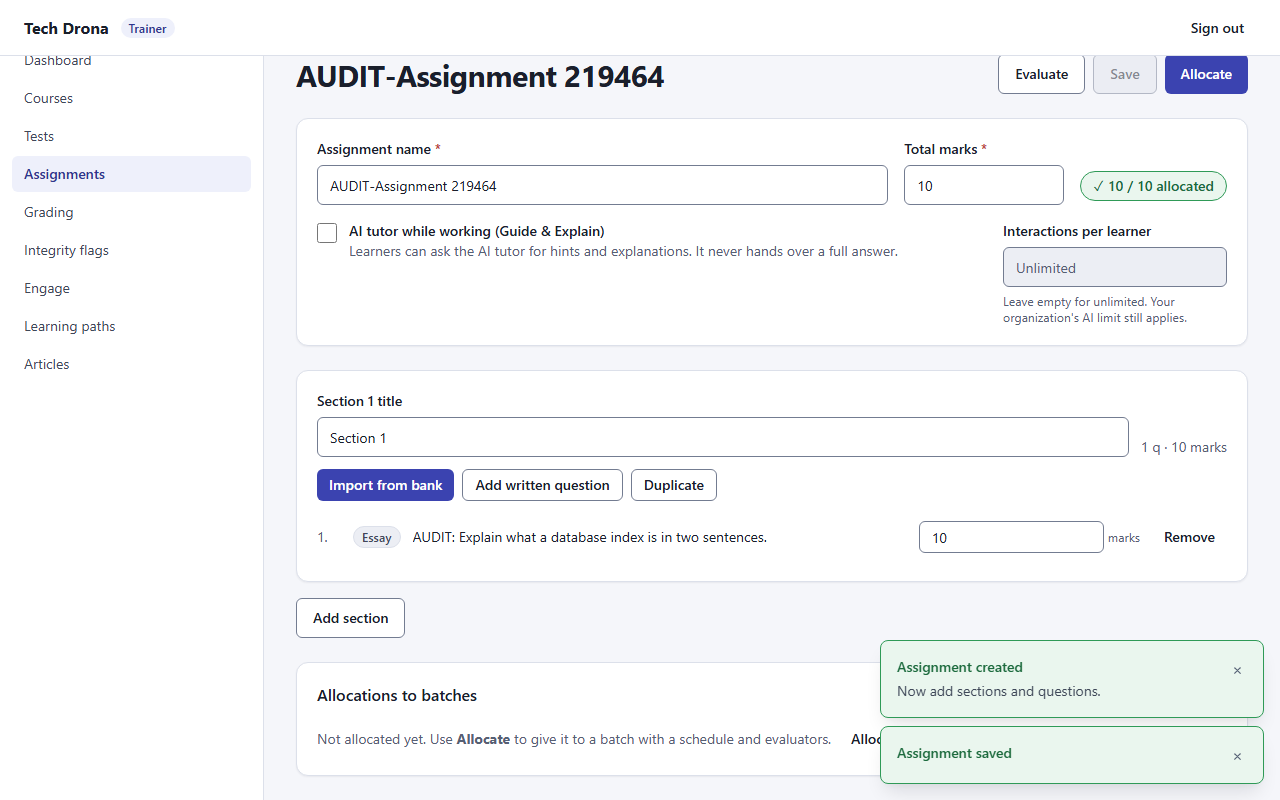 Tech Drona Trainer Sign out
Dashboard
Courses
Tests
Assignments
Grading
Integrity flags
Engage
Learning paths
Articles
AUDIT-Assignment 219464
Evaluate Save Allocate
Assignment name * Total marks *
AUDIT-Assignment 219464 10 ✓ 10 / 10 allocated
AI tutor while working (Guide & Explain) Interactions per learner
Learners can ask the AI tutor for hints and explanations. It never hands over a full answer.
Unlimited
Leave empty for unlimited. Your
organization's AI limit still applies.
Section 1 title
Section 1 1 q · 10 marks
Import from bank Add written question Duplicate
1. Essay AUDIT: Explain what a database index is in two sentences. 10 marks Remove
Add section
Allocations to batches
Not allocated yet. Use Allocate to give it to a batch with a schedule and evaluators.
Assignment created ×
Now add sections and questions.
Assignment saved ×